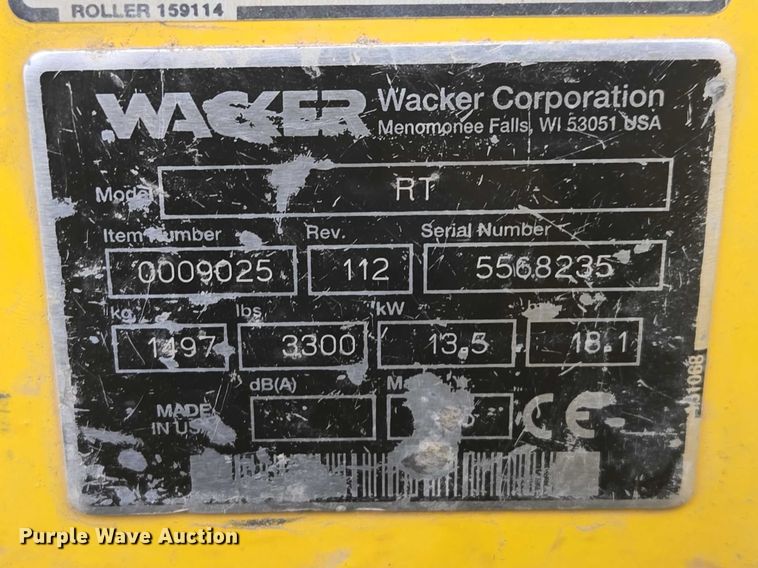 ROLLER 159114
WACKER Wacker Corporation
Menomonee Falls, WI 53051 USA
Model RT
Item Number Rev. Serial Number
0009025 112 5568235
kg lbs kW
1497 3300 13.5 18.1
dB(A)
MADE
IN
CE
Purple Wave Auction